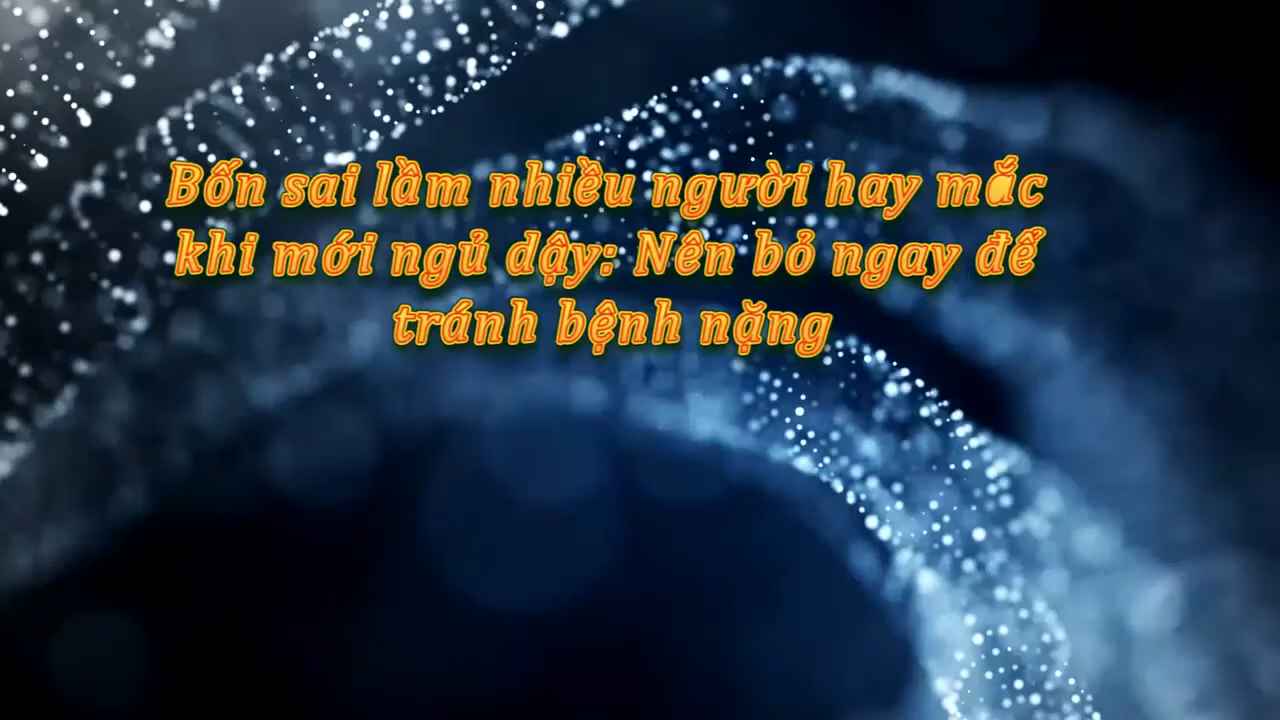 Bốn sai lầm nhiều người hay mắc
khi mới ngủ dậy: Nên bỏ ngay để
tránh bệnh nặng